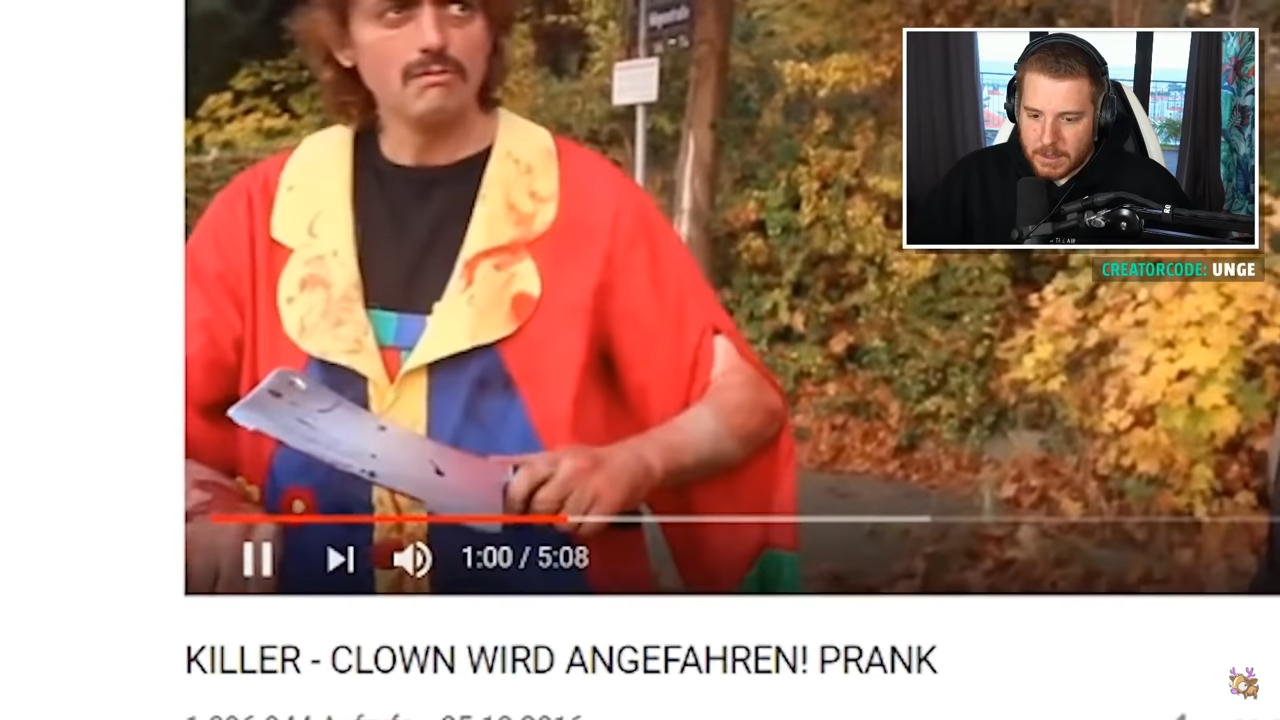 CREATORCODE: UNGE
1:00 / 5:08
KILLER - CLOWN WIRD ANGEFAHREN! PRANK